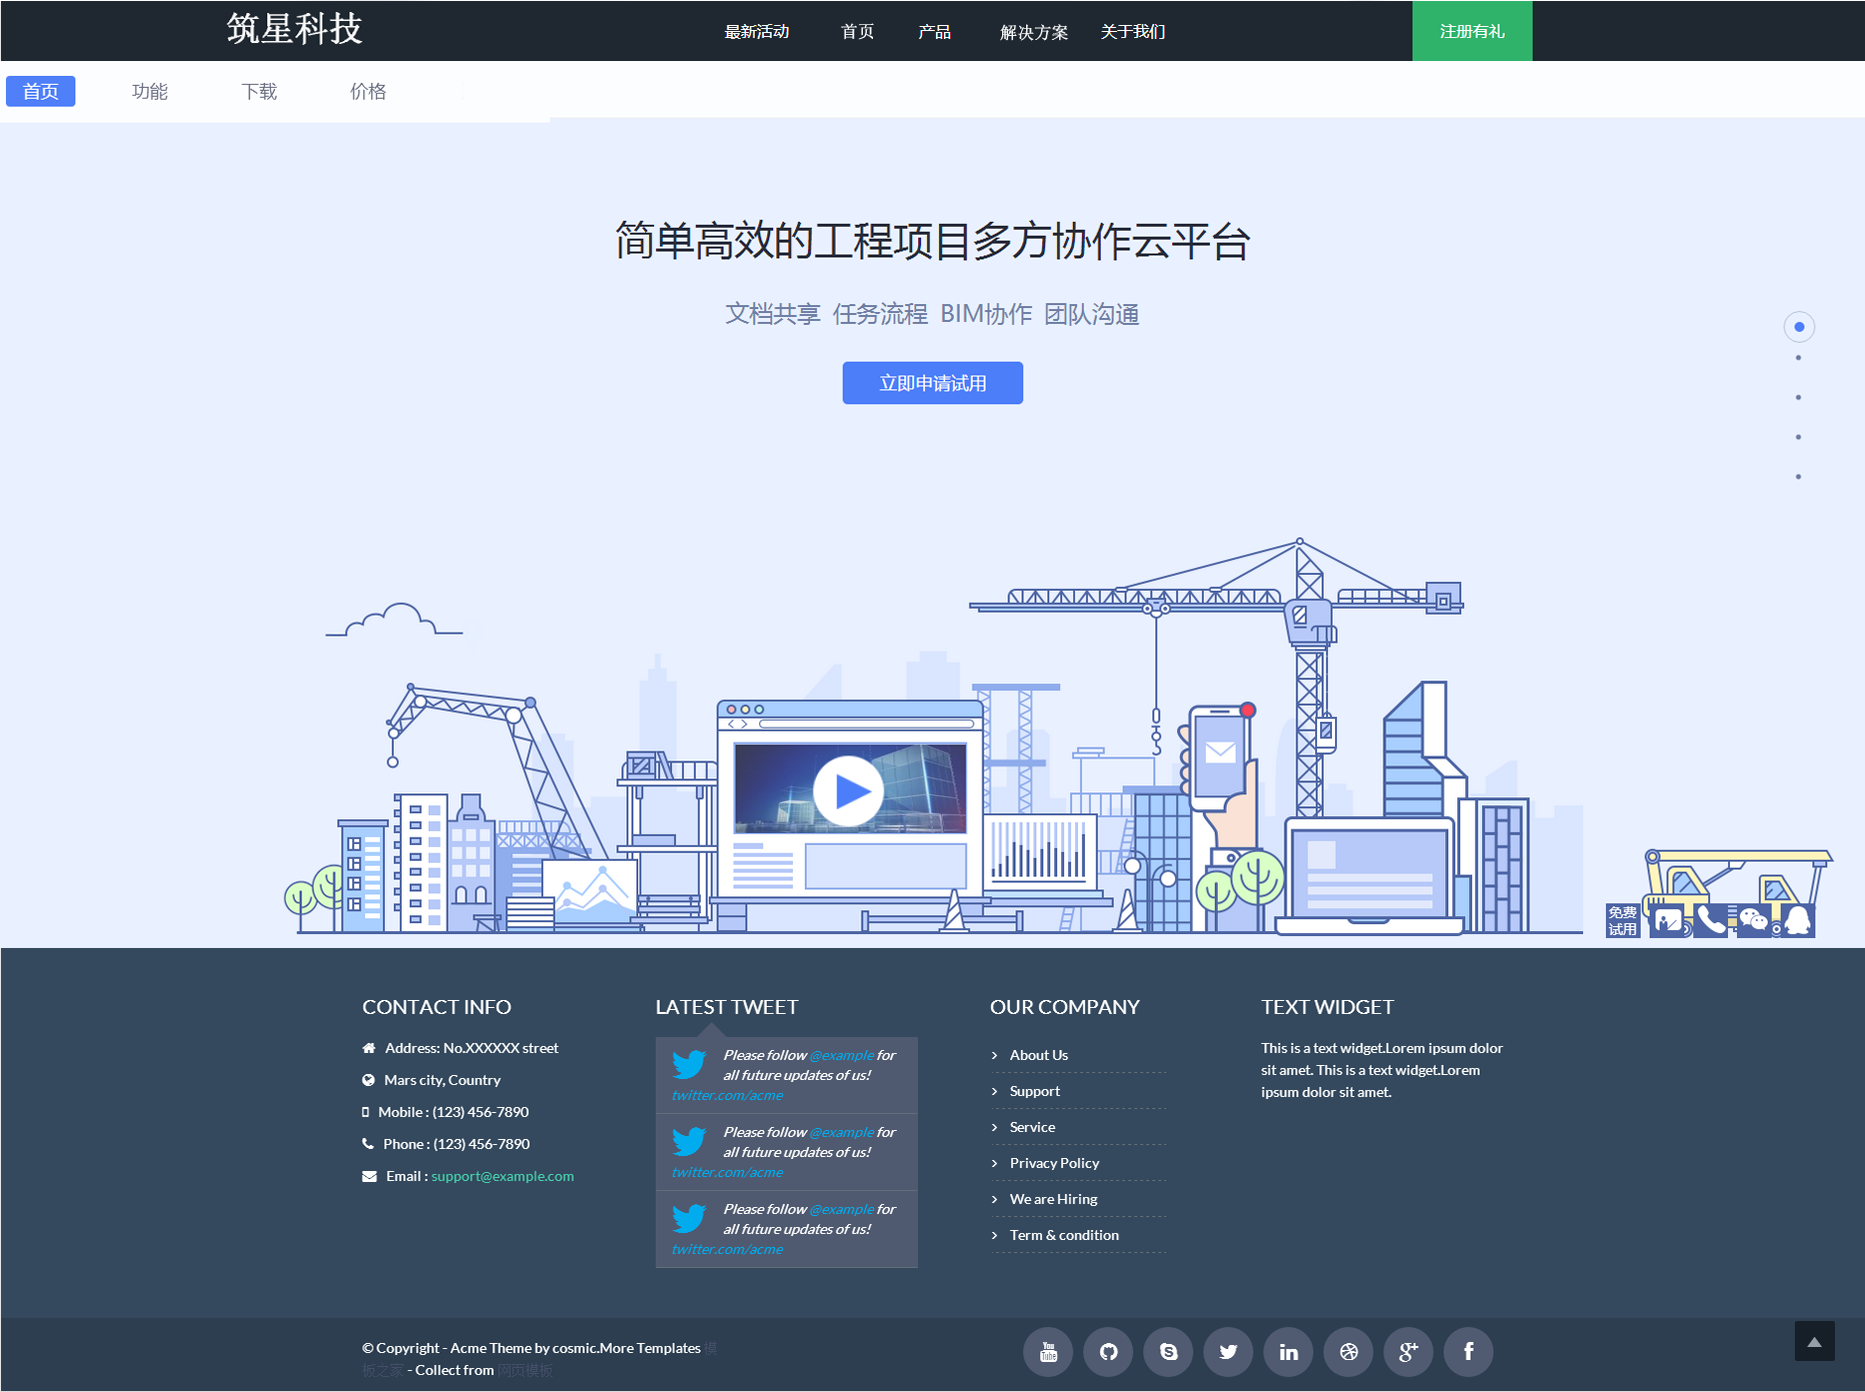 筑星科技
最新活动 首页 产品 解决方案 关于我们 注册有礼
首页 功能 下载 价格
简单高效的工程项目多方协作云平台
文档共享 任务流程 BIM协作 团队沟通
立即申请试用
免费
试用
CONTACT INFO
Address: No.XXXXXX street
Mars city, Country
Mobile : (123) 456-7890
Phone : (123) 456-7890
Email : support@example.com
LATEST TWEET
Please follow @example for
all future updates of us!
twitter.com/acme
Please follow @example for
all future updates of us!
twitter.com/acme
Please follow @example for
all future updates of us!
twitter.com/acme
OUR COMPANY
About Us
Support
Service
Privacy Policy
We are Hiring
Term & condition
TEXT WIDGET
This is a text widget.Lorem ipsum dolor
sit amet. This is a text widget.Lorem
ipsum dolor sit amet.
© Copyright - Acme Theme by cosmic.More Templates 模
板之家 - Collect from 网页模板
You
Tube